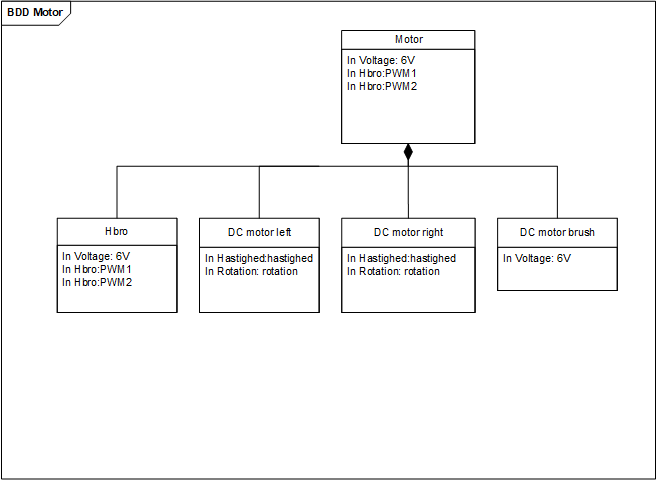 BDD Motor
Motor
In Voltage: 6V
In Hbro:PWM1
In Hbro:PWM2
Hbro
In Voltage: 6V
In Hbro:PWM1
In Hbro:PWM2
DC motor left
In Hastighed:hastighed
In Rotation: rotation
DC motor right
In Hastighed:hastighed
In Rotation: rotation
DC motor brush
In Voltage: 6V